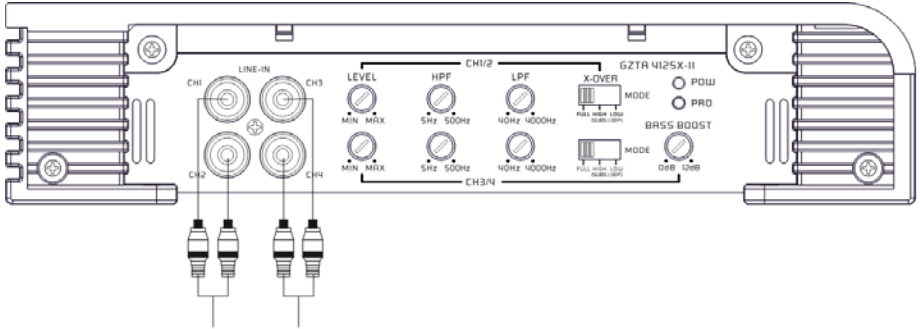 CH1/2
GZTA 4125X-II
LINE-IN
CH1
CH3
LEVEL
HPF
LPF
X-OVER
POW
MODE
PRO
MIN MAX
5Hz 500Hz
40Hz 4000Hz
FULL HIGH LOW
BASS BOOST
MODE
CH2
CH4
MIN MAX
5Hz 500Hz
40Hz 4000Hz
FULL HIGH LOW
0dB 12dB
CH3/4